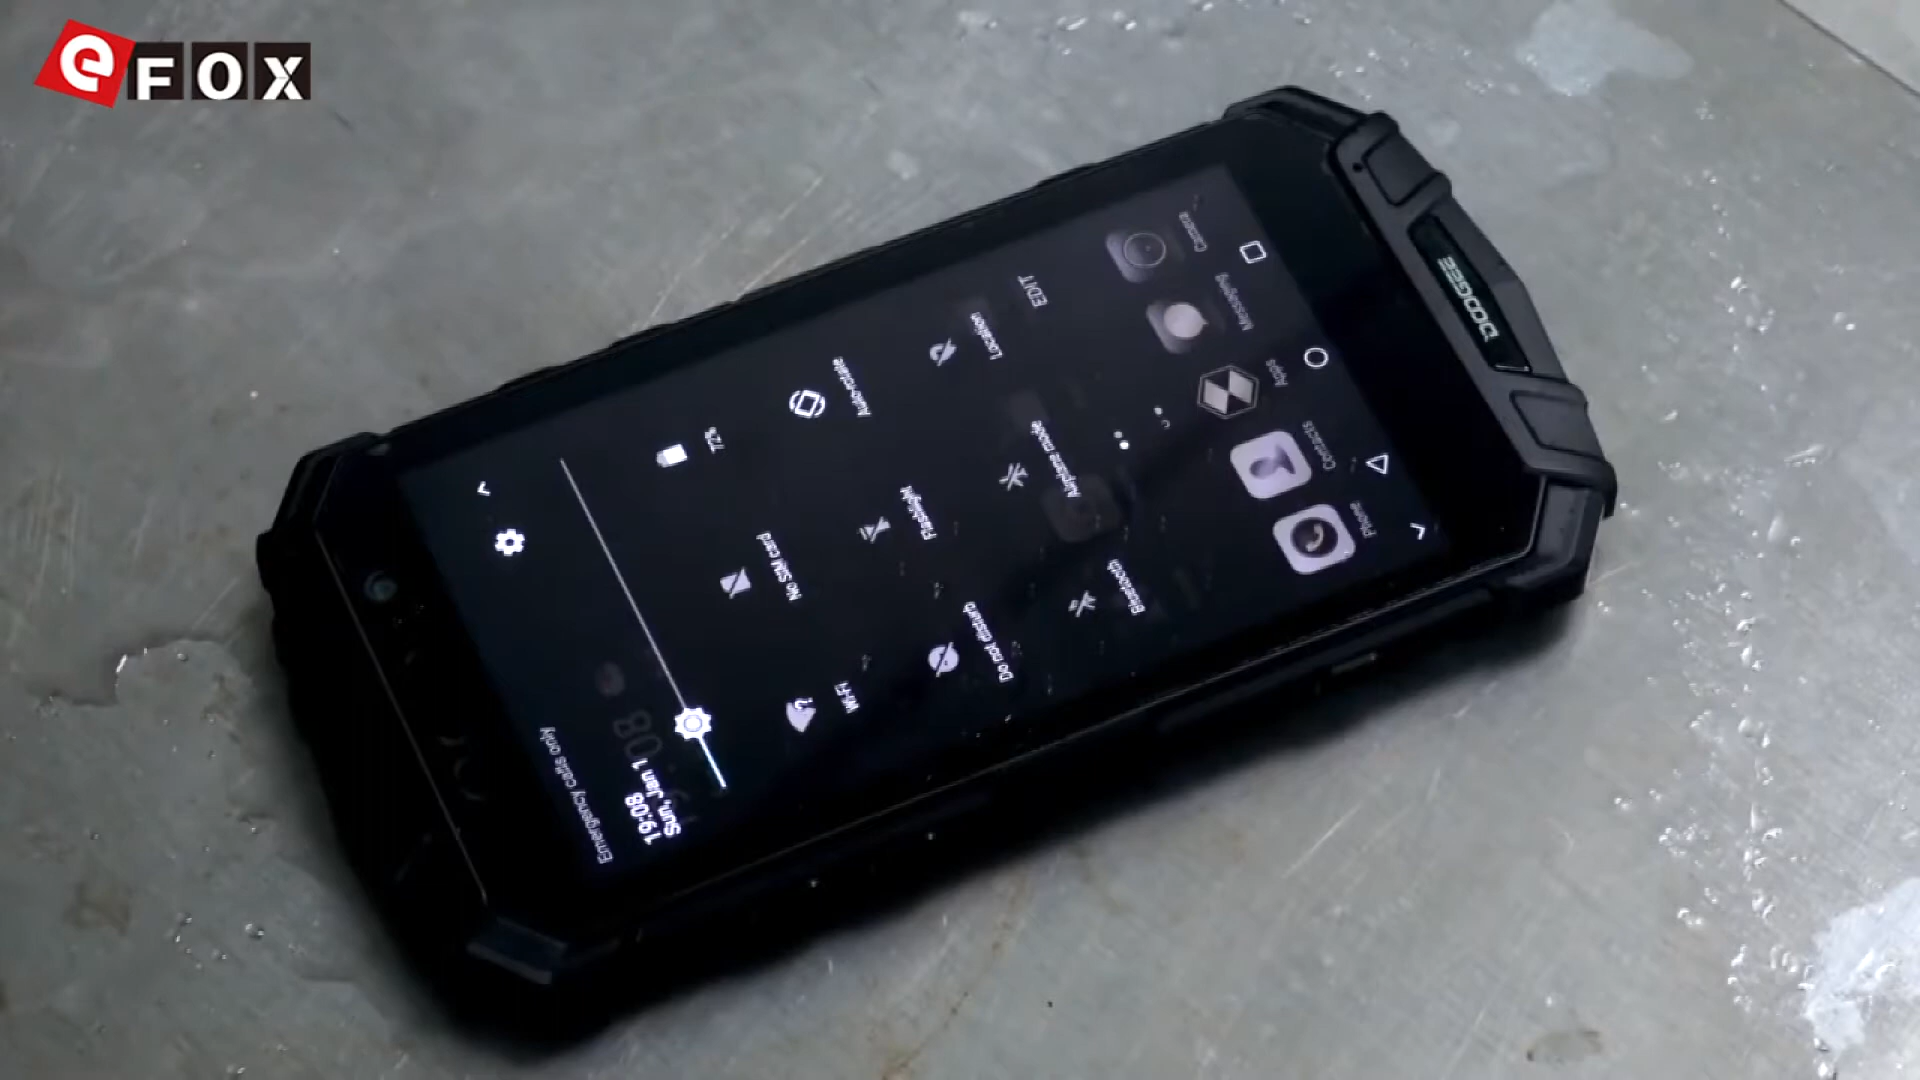 eFOX
Emergency calls only
19:08
Sun, Jan 1
Wi-Fi
No SIM card
72%
Do not disturb
Flashlight
Auto-rotate
Bluetooth
Airplane mode
Location
EDIT
Phone
Contacts
Apps
Messaging
Camera
DOOGEE